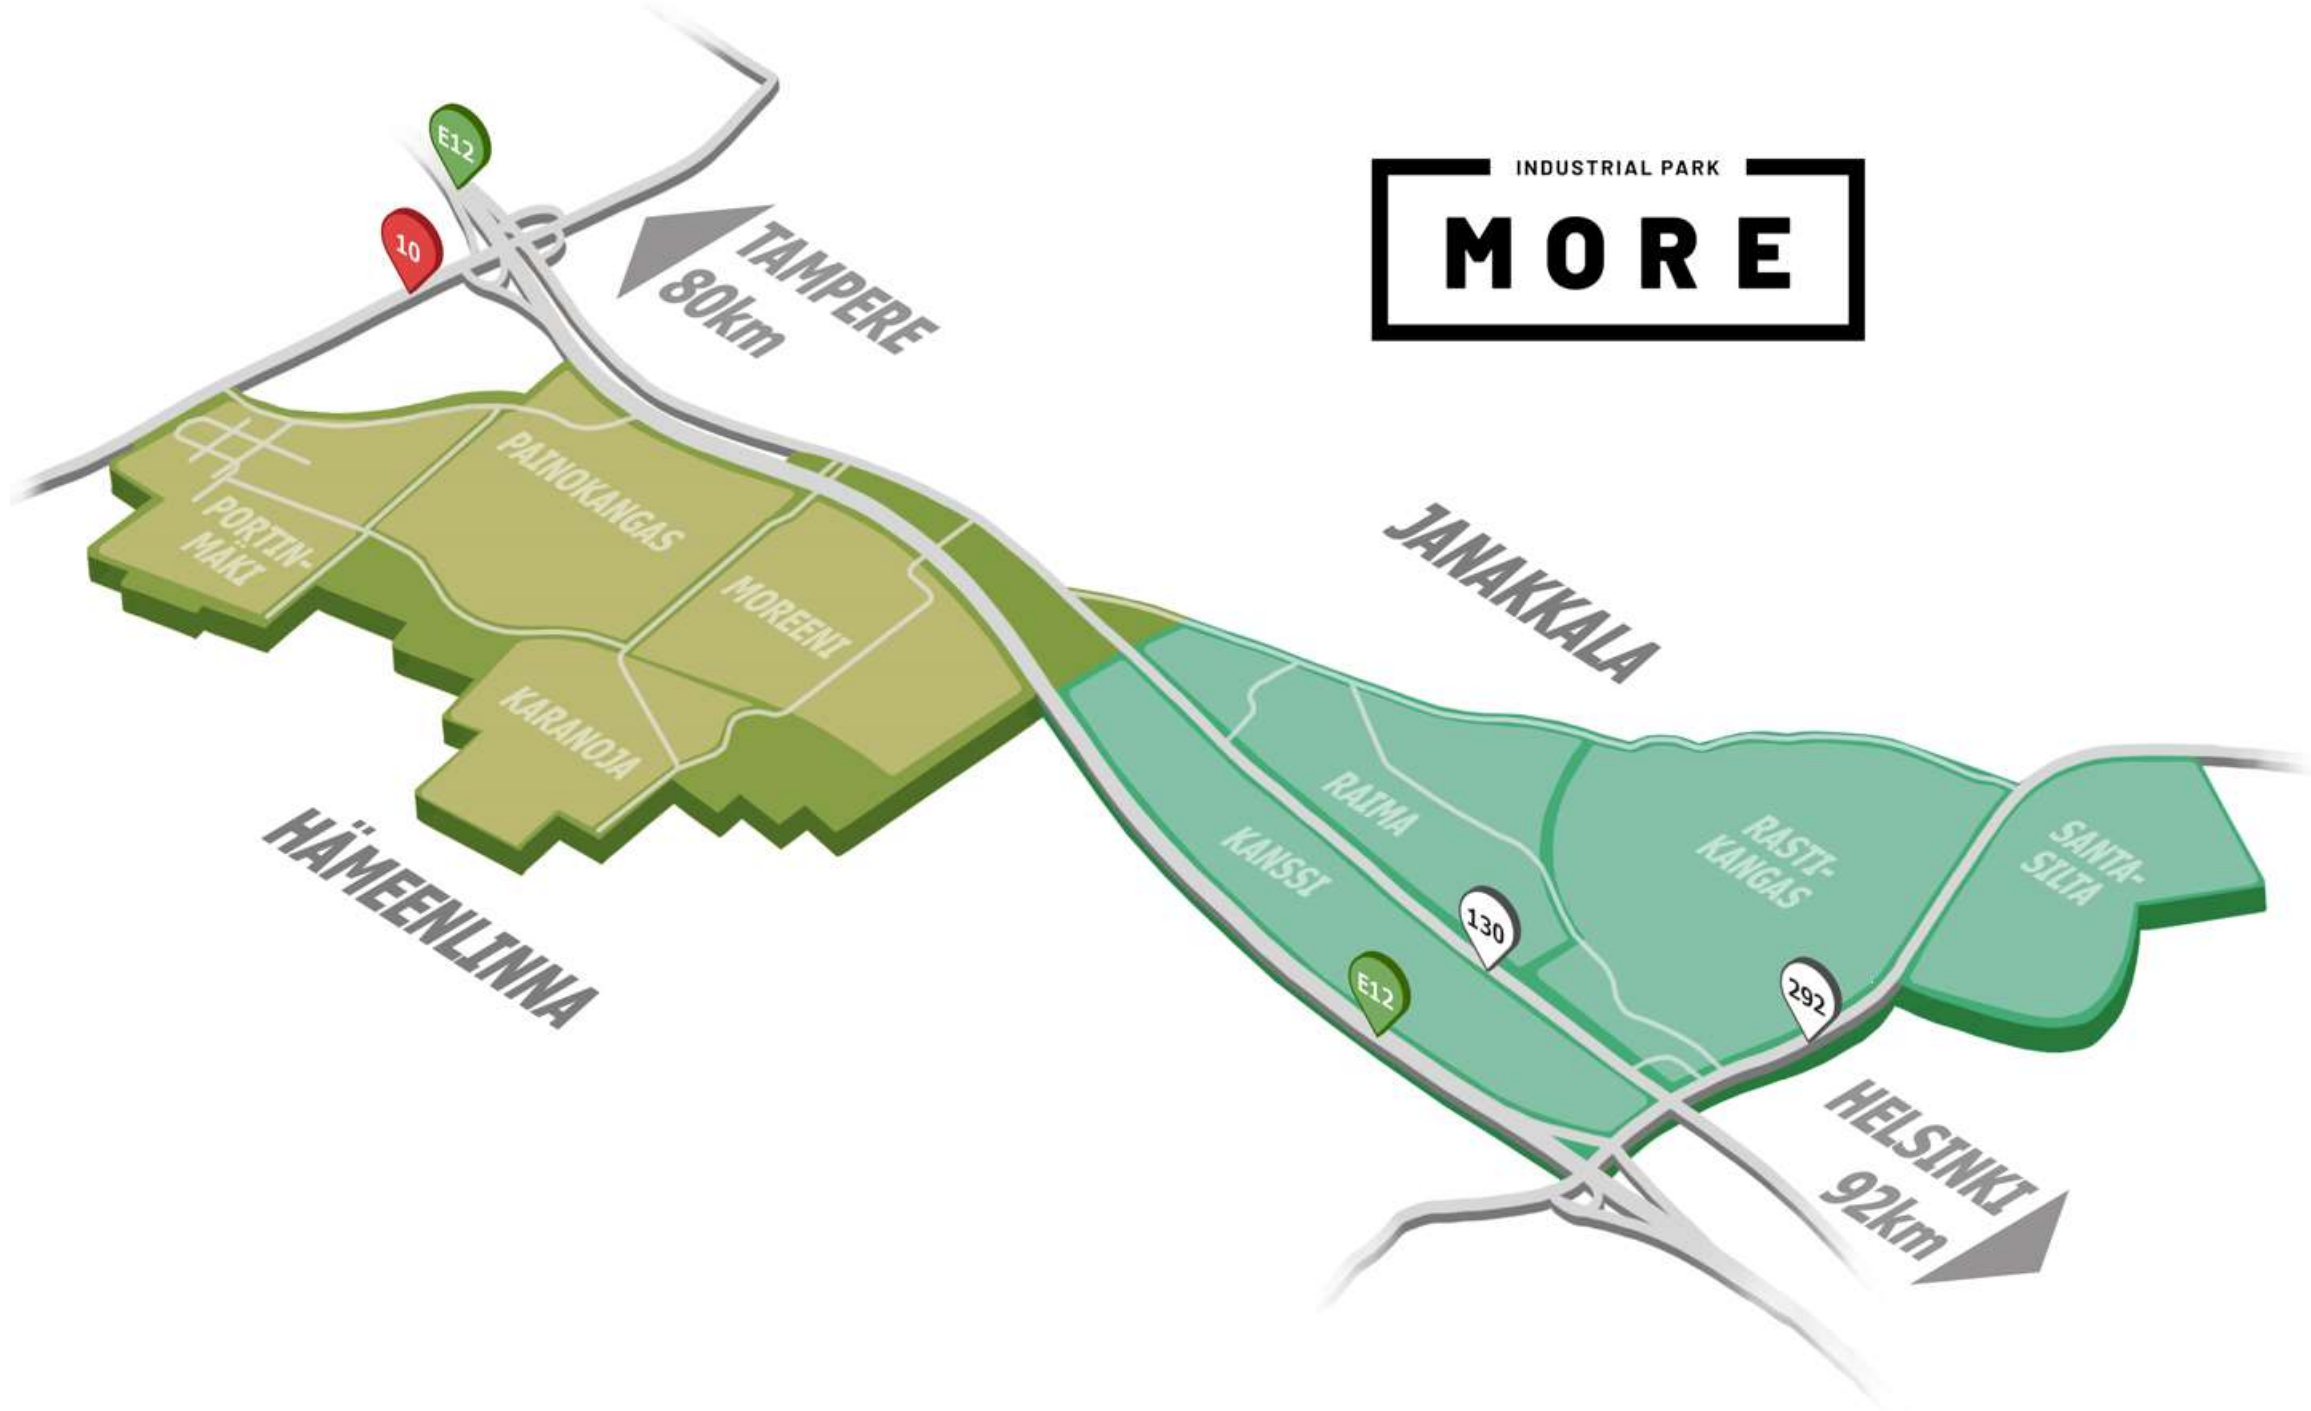 INDUSTRIAL PARK
MORE
E12
10
TAMPERE
80km
PORTIN-
MÄKI
PAINOKANGAS
MOREENI
KARANOJA
HÄMEENLINNA
JANAKKALA
RAIMA
KANSSI
RASTI-
KANGAS
SANTA-
SILTA
130
E12
292
HELSINKI
92km